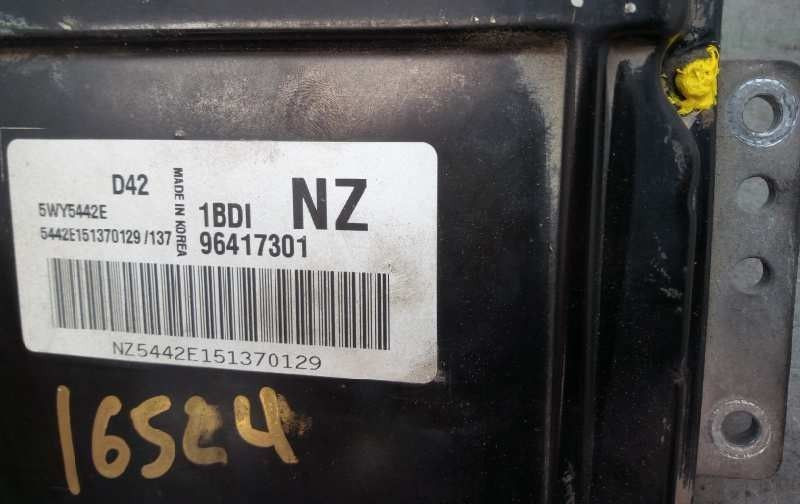 D42
5WY5442E
5442E151370129 /137
MADE IN KOREA
1BDI NZ
96417301
NZ5442E151370129
16524